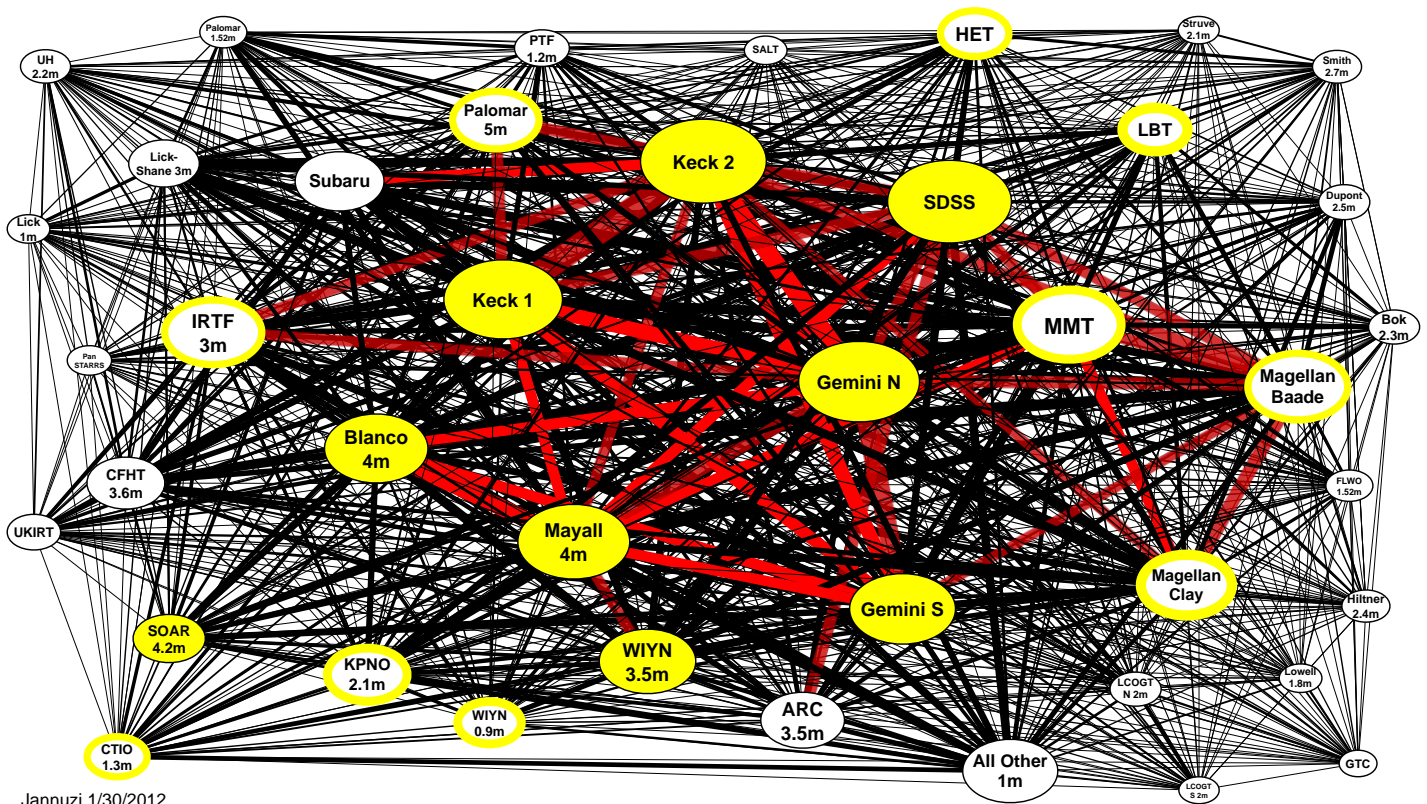 Palomar
1.52m
PTF
1.2m
SALT
HET
Struve
2.1m
UH
2.2m
Smith
2.7m
Palomar
5m
LBT
Lick-
Shane 3m
Subaru
Keck 2
SDSS
Dupont
2.5m
Lick
1m
Keck 1
IRTF
3m
MMT
Bok
2.3m
Pan
STARRS
Gemini N
Magellan
Baade
Blanco
4m
CFHT
3.6m
FLWO
1.52m
UKIRT
Mayall
4m
Magellan
Clay
Gemini S
Hiltner
2.4m
SOAR
4.2m
KPNO
2.1m
WIYN
3.5m
LCOGT
N 2m
Lowell
1.8m
WIYN
0.9m
ARC
3.5m
CTIO
1.3m
All Other
1m
GTC
LCOGT
S 2m
Jannuzi 1/30/2012